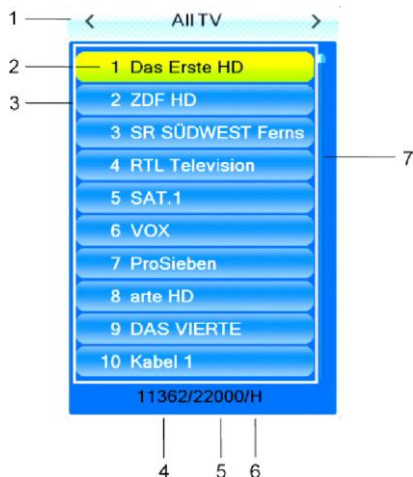 1 < All TV >
2 1 Das Erste HD
3 2 ZDF HD
3 SR SÜDWEST Ferns
4 RTL Television 7
5 SAT.1
6 VOX
7 ProSieben
8 arte HD
9 DAS VIERTE
10 Kabel 1
11362/22000/H
4 5 6